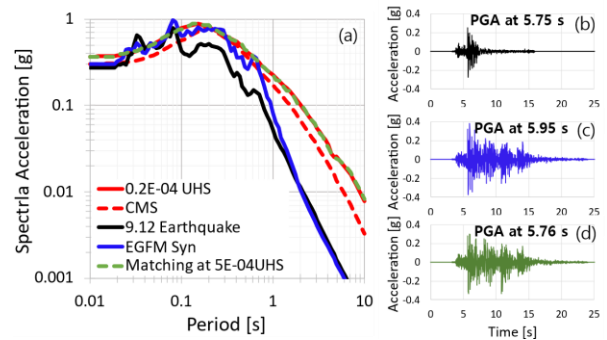 (a)
1
0.1
0.01
0.001
Spectrla Acceleration [g]
0.2E-04 UHS
CMS
9.12 Earthquake
EGFM Syn
Matching at 5E-04UHS
0.01 0.1 1 10
Period [s]
PGA at 5.75 s
(b)
0.4
0.2
0
-0.2
-0.4
Acceleration [g]
0 5 10 15 20 25
PGA at 5.95 s
(c)
0.4
0.2
0
-0.2
-0.4
Acceleration [g]
0 5 10 15 20 25
PGA at 5.76 s
(d)
0.4
0.2
0
-0.2
-0.4
Acceleration [g]
0 5 10 15 20 25
Time [s]